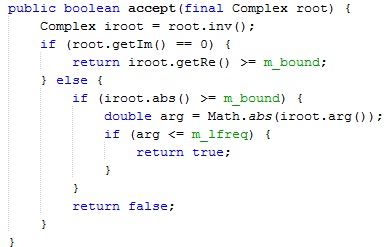 public boolean accept(final Complex root) {
    Complex iroot = root.inv();
    if (root.getIm() == 0) {
        return iroot.getRe() >= m_bound;
    } else {
        if (iroot.abs() >= m_bound) {
            double arg = Math.abs(iroot.arg());
            if (arg <= m_lfreq) {
                return true;
            }
        }
        return false;
    }
}